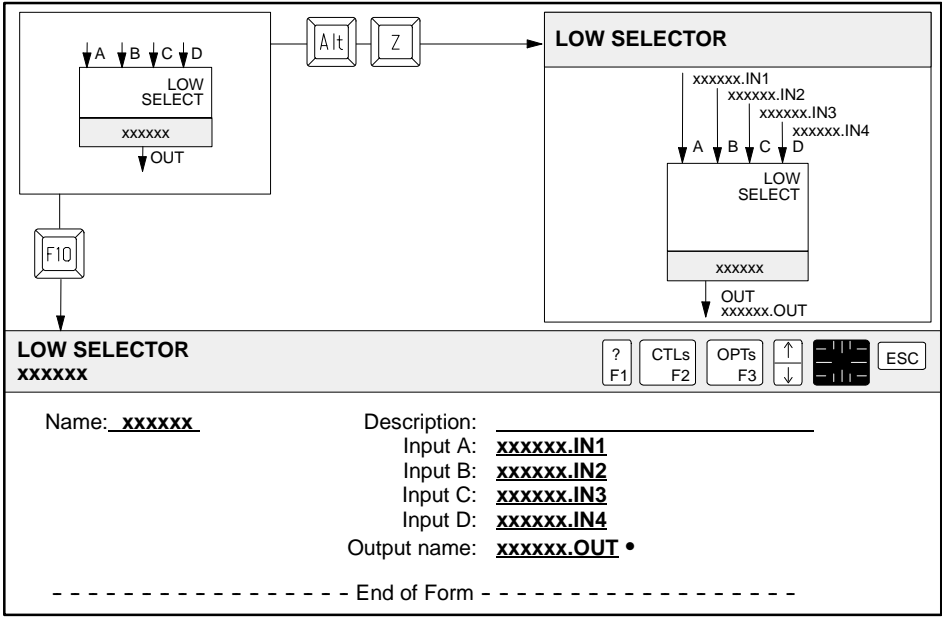 A B C D
LOW
SELECT
xxxxxx
OUT
Alt Z
LOW SELECTOR
xxxxxx.IN1
xxxxxx.IN2
xxxxxx.IN3
xxxxxx.IN4
A B C D
LOW
SELECT
xxxxxx
OUT
xxxxxx.OUT
F10
LOW SELECTOR
xxxxxx
? F1
CTLs F2
OPTs F3
ESC
Name: xxxxxx
Description:
Input A: xxxxxx.IN1
Input B: xxxxxx.IN2
Input C: xxxxxx.IN3
Input D: xxxxxx.IN4
Output name: xxxxxx.OUT •
End of Form